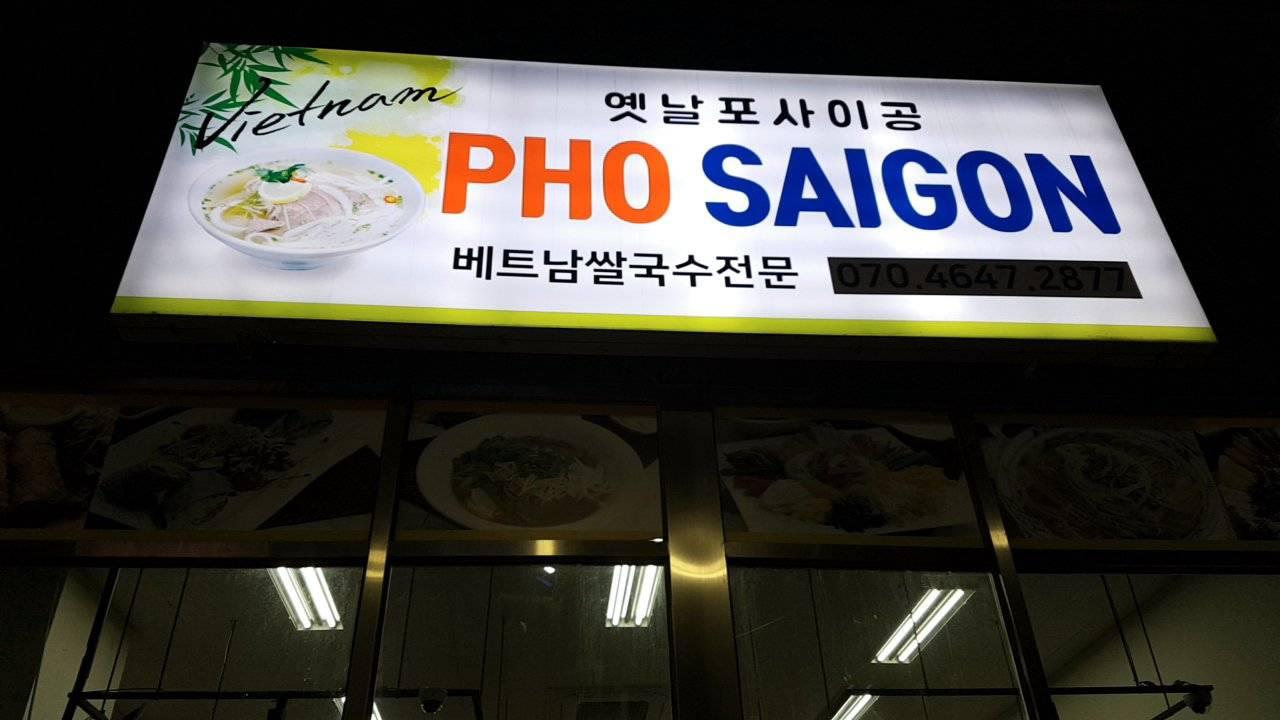 Vietnam
옛날포사이공
PHO SAIGON
베트남쌀국수전문 070.4647.2877